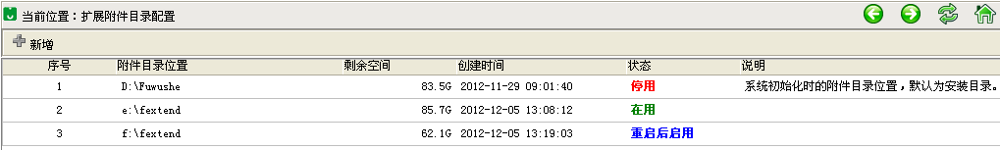 当前位置：扩展附件目录配置
新增
序号 附件目录位置 剩余空间 创建时间 状态 说明
1 D:\Fuwushe 83.5G 2012-11-29 09:01:40 停用 系统初始化时的附件目录位置，默认为安装目录。
2 e:\fextend 85.7G 2012-12-05 13:08:12 在用
3 f:\fextend 62.1G 2012-12-05 13:19:03 重启后启用